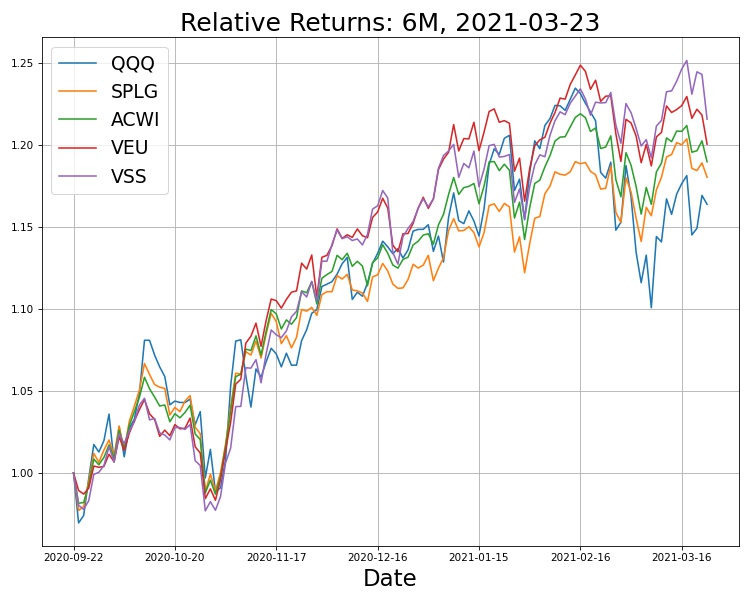 Relative Returns: 6M, 2021-03-23
QQQ
SPLG
ACWI
VEU
VSS
1.25
1.20
1.15
1.10
1.05
1.00
2020-09-22 2020-10-20 2020-11-17 2020-12-16 2021-01-15 2021-02-16 2021-03-16
Date